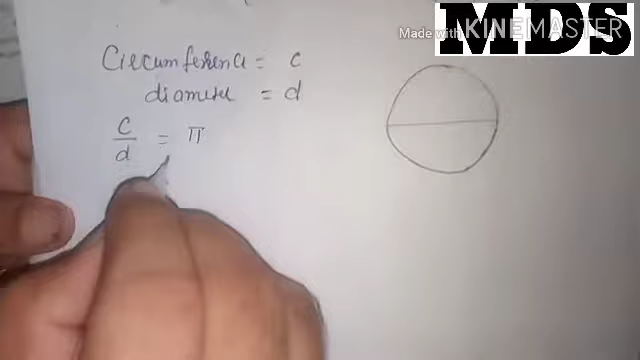 Made with KINEMASTER
MDS
Circumference = c
diameter = d
c/d = π